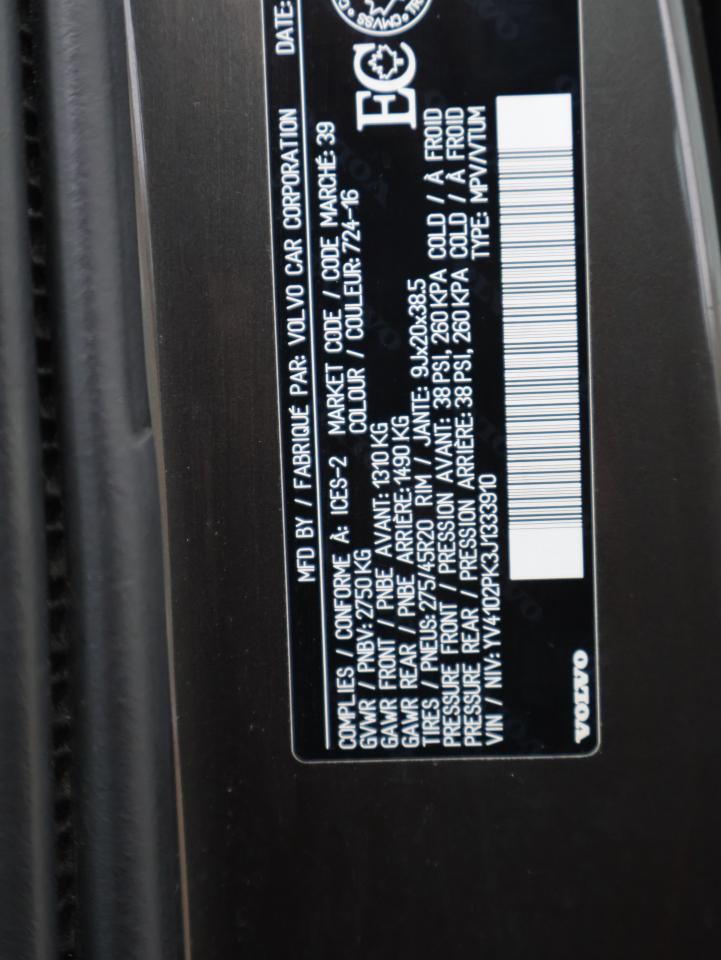 DATE:
MFD BY / FABRIQUÉ PAR: VOLVO CAR CORPORATION
COMPLIES / CONFORME À: ICES-2 MARKET CODE / CODE MARCHÉ: 39
GVWR / PNBV: 2750 KG COLOUR / COULEUR: 724-16
GAWR FRONT / PNBE AVANT: 1310 KG
GAWR REAR / PNBE ARRIÈRE: 1490 KG
TIRES / PNEUS: 275/45R20 RIM / JANTE: 9Jx20x38.5
PRESSURE FRONT / PRESSION AVANT: 38 PSI, 260 KPA COLD / À FROID
PRESSURE REAR / PRESSION ARRIÈRE: 38 PSI, 260 KPA COLD / À FROID
VIN / NIV: YV4102PK3J1333910 TYPE: MPV/VTUM
EC
CMVSS
VOLVO